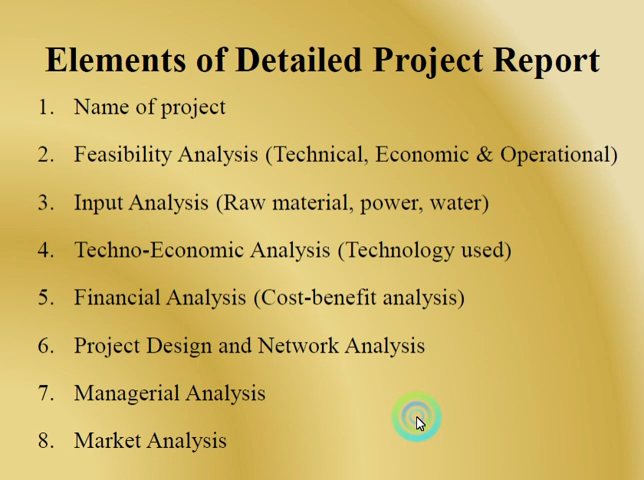 Elements of Detailed Project Report
1. Name of project
2. Feasibility Analysis (Technical, Economic & Operational)
3. Input Analysis (Raw material, power, water)
4. Techno-Economic Analysis (Technology used)
5. Financial Analysis (Cost-benefit analysis)
6. Project Design and Network Analysis
7. Managerial Analysis
8. Market Analysis